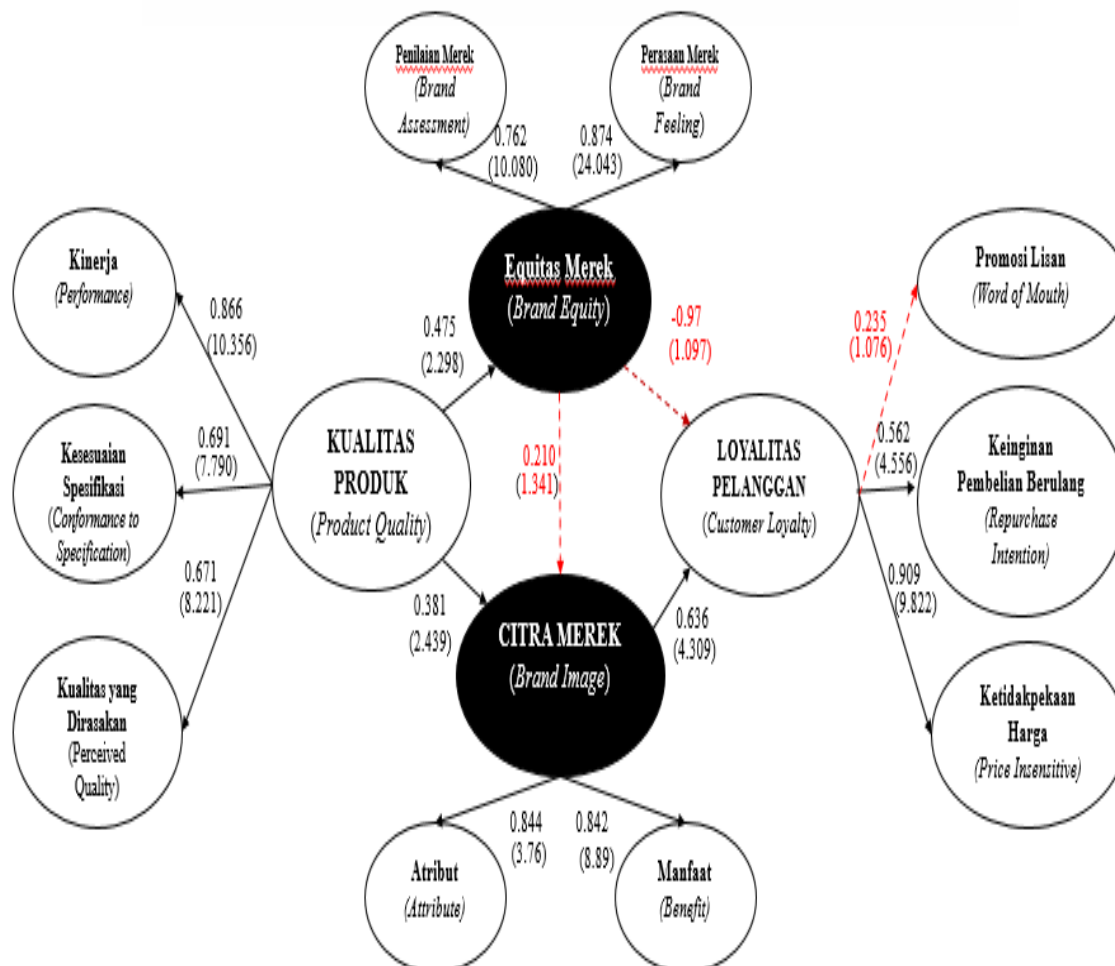 Penilaian Merek
(Brand
Assessment)
Perasaan Merek
(Brand
Feeling)
0.762
(10.080)
0.874
(24.043)
Kinerja
(Performance)
Equitas Merek
(Brand Equity)
Promosi Lisan
(Word of Mouth)
0.866
(10.356)
0.475
(2.298)
-0.97
(1.097)
0.235
(1.076)
Kesesuaian
Spesifikasi
(Conformance to
Specification)
0.691
(7.790)
KUALITAS
PRODUK
(Product Quality)
0.210
(1.341)
LOYALITAS
PELANGGAN
(Customer Loyalty)
0.562
(4.556)
Keinginan
Pembelian Berulang
(Repurchase
Intention)
0.671
(8.221)
0.381
(2.439)
CITRA MEREK
(Brand Image)
0.636
(4.309)
0.909
(9.822)
Kualitas yang
Dirasakan
(Perceived
Quality)
Ketidakpekaan
Harga
(Price Insensitive)
0.844
(3.76)
0.842
(8.89)
Atribut
(Attribute)
Manfaat
(Benefit)